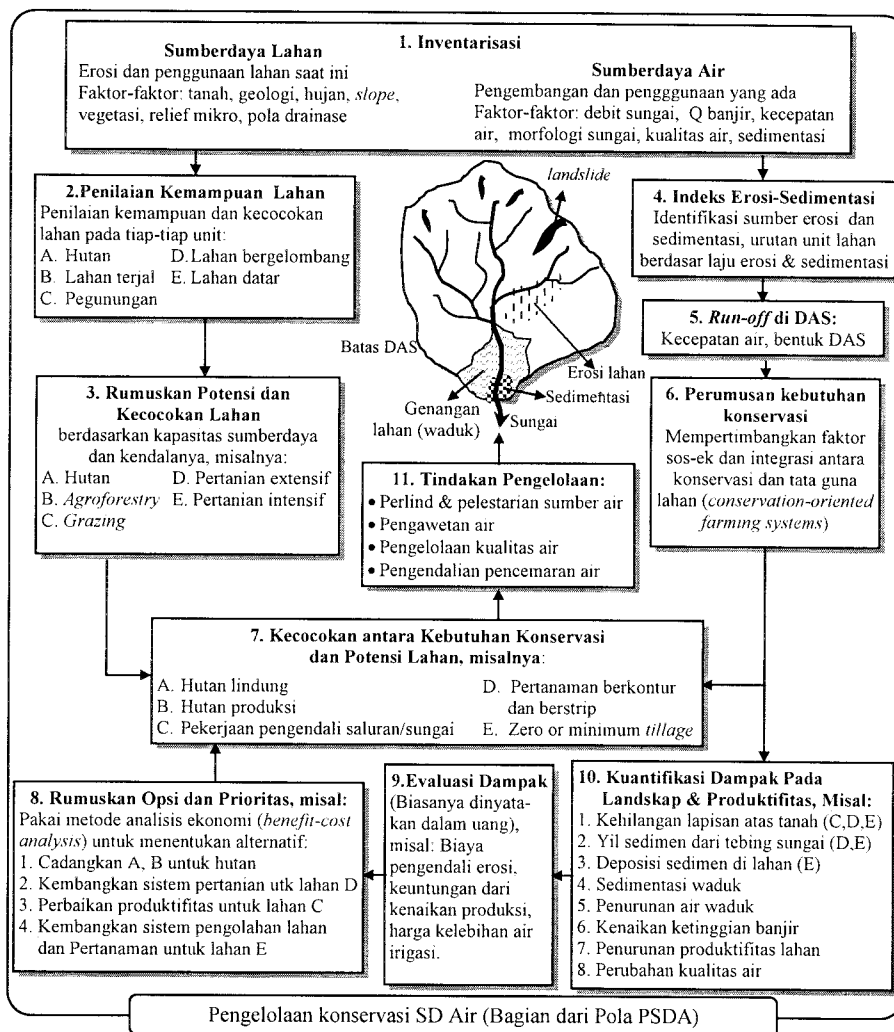 1. Inventarisasi
Sumberdaya Lahan
Erosi dan penggunaan lahan saat ini
Faktor-faktor: tanah, geologi, hujan, slope,
vegetasi, relief mikro, pola drainase
Sumberdaya Air
Pengembangan dan pengggunaan yang ada
Faktor-faktor: debit sungai, Q banjir, kecepatan
air, morfologi sungai, kualitas air, sedimentasi
2.Penilaian Kemampuan Lahan
Penilaian kemampuan dan kecocokan
lahan pada tiap-tiap unit:
A. Hutan D. Lahan bergelombang
B. Lahan terjal E. Lahan datar
C. Pegunungan
landslide
Batas DAS
Erosi lahan
Sedimentasi
Genangan
lahan (waduk)
Sungai
4. Indeks Erosi-Sedimentasi
Identifikasi sumber erosi dan
sedimentasi, urutan unit lahan
berdasar laju erosi & sedimentasi
5. Run-off di DAS:
Kecepatan air, bentuk DAS
3. Rumuskan Potensi dan
Kecocokan Lahan
berdasarkan kapasitas sumberdaya
dan kendalanya, misalnya:
A. Hutan D. Pertanian extensif
B. Agroforestry E. Pertanian intensif
C. Grazing
6. Perumusan kebutuhan
konservasi
Mempertimbangkan faktor
sos-ek dan integrasi antara
konservasi dan tata guna
lahan (conservation-oriented
farming systems)
11. Tindakan Pengelolaan:
• Perlind & pelestarian sumber air
• Pengawetan air
• Pengelolaan kualitas air
• Pengendalian pencemaran air
7. Kecocokan antara Kebutuhan Konservasi
dan Potensi Lahan, misalnya:
A. Hutan lindung
B. Hutan produksi
C. Pekerjaan pengendali saluran/sungai
D. Pertanaman berkontur
dan berstrip
E. Zero or minimum tillage
8. Rumuskan Opsi dan Prioritas, misal:
Pakai metode analisis ekonomi (benefit-cost
analysis) untuk menentukan alternatif:
1. Cadangkan A, B untuk hutan
2. Kembangkan sistem pertanian utk lahan D
3. Perbaikan produktifitas untuk lahan C
4. Kembangkan sistem pengolahan lahan
dan Pertanaman untuk lahan E
9.Evaluasi Dampak
(Biasanya dinyata-
kan dalam uang),
misal: Biaya
pengendali erosi,
keuntungan dari
kenaikan produksi,
harga kelebihan air
irigasi.
10. Kuantifikasi Dampak Pada
Landskap & Produktifitas, Misal:
1. Kehilangan lapisan atas tanah (C,D,E)
2. Yil sedimen dari tebing sungai (D,E)
3. Deposisi sedimen di lahan (E)
4. Sedimentasi waduk
5. Penurunan air waduk
6. Kenaikan ketinggian banjir
7. Penurunan produktifitas lahan
8. Perubahan kualitas air
Pengelolaan konservasi SD Air (Bagian dari Pola PSDA)